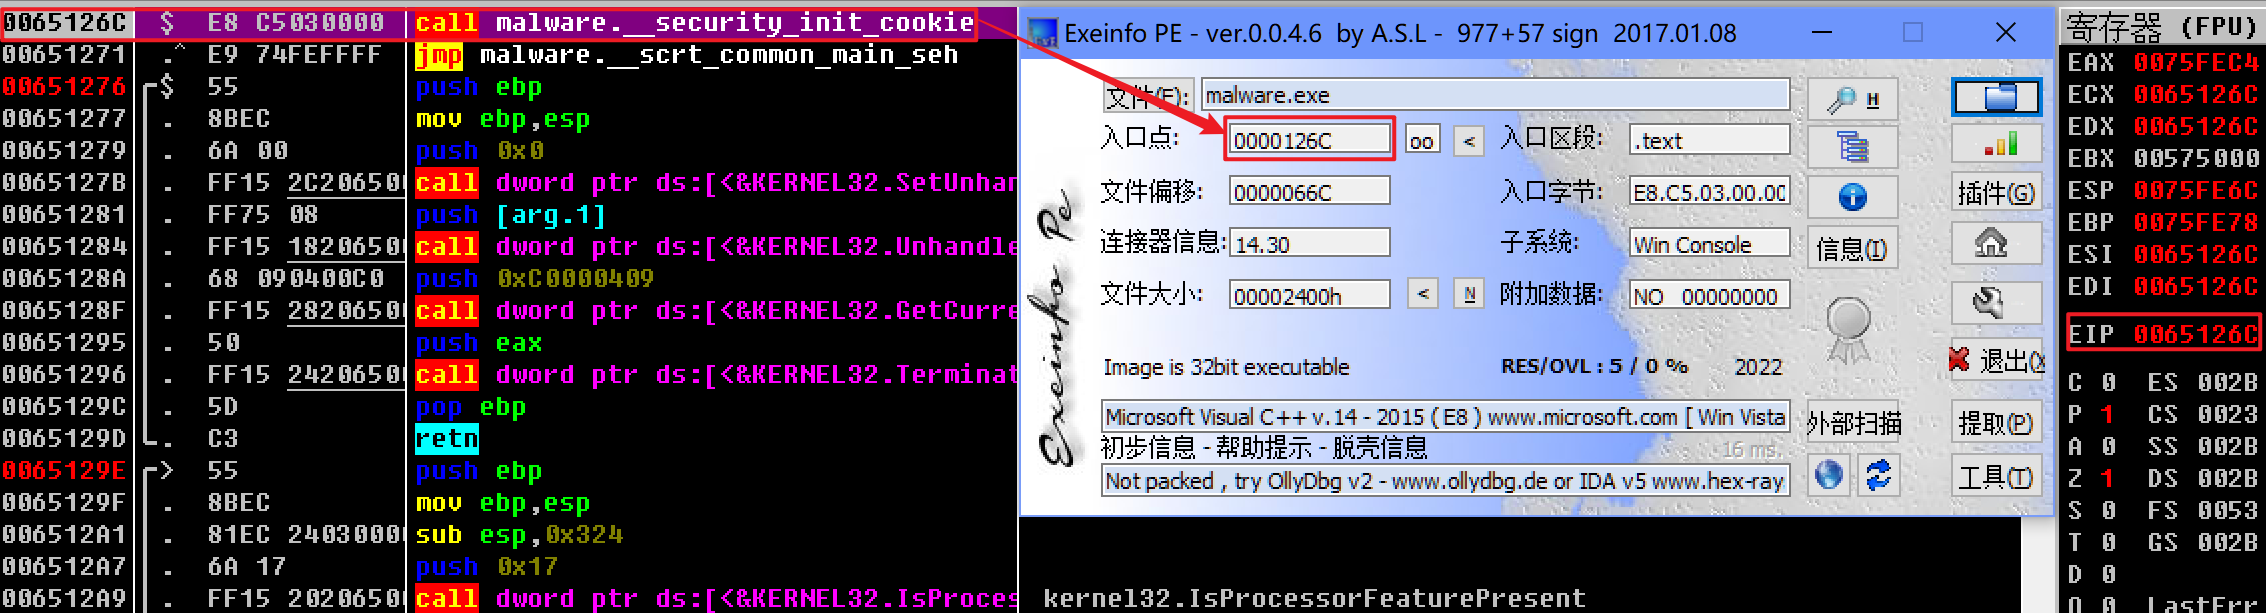 0065126C $ E8 C5030000 call malware.__security_init_cookie
00651271 .^ E9 74FEFFFF jmp malware.__scrt_common_main_seh
00651276 $ 55 push ebp
00651277 . 8BEC mov ebp,esp
00651279 . 6A 00 push 0x0
0065127B . FF15 2C206500 call dword ptr ds:[<&KERNEL32.SetUnhan
00651281 . FF75 08 push [arg.1]
00651284 . FF15 18206500 call dword ptr ds:[<&KERNEL32.Unhandle
0065128A . 68 090400C0 push 0xC0000409
0065128F . FF15 28206500 call dword ptr ds:[<&KERNEL32.GetCurre
00651295 . 50 push eax
00651296 . FF15 24206500 call dword ptr ds:[<&KERNEL32.Terminat
0065129C . 5D pop ebp
0065129D . C3 retn
0065129E > 55 push ebp
0065129F . 8BEC mov ebp,esp
006512A1 . 81EC 24030000 sub esp,0x324
006512A7 . 6A 17 push 0x17
006512A9 . FF15 20206500 call dword ptr ds:[<&KERNEL32.IsProces
kernel32.IsProcessorFeaturePresent
Exeinfo PE - ver.0.0.4.6 by A.S.L - 977+57 sign 2017.01.08
Exeinfo Pe
文件(F): malware.exe H
入口点: 0000126C oo < 入口区段: .text
文件偏移: 0000066C 入口字节: E8.C5.03.00.00
插件(G)
连接器信息: 14.30 子系统: Win Console 信息(I)
文件大小: 00002400h < N 附加数据: NO 00000000
Image is 32bit executable RES/OVL : 5 / 0 % 2022
退出(X
Microsoft Visual C++ v.14 - 2015 ( E8 ) www.microsoft.com [ Win Vista
外部扫描 提取(P)
初步信息 - 帮助提示 - 脱壳信息 16 ms.
Not packed , try OllyDbg v2 - www.ollydbg.de or IDA v5 www.hex-ray
工具(T)
寄存器 (FPU)
EAX 0075FEC4
ECX 0065126C
EDX 0065126C
EBX 00575000
ESP 0075FE6C
EBP 0075FE78
ESI 0065126C
EDI 0065126C
EIP 0065126C
C 0 ES 002B
P 1 CS 0023
A 0 SS 002B
Z 1 DS 002B
S 0 FS 0053
T 0 GS 002B
D 0
O 0 LastErr